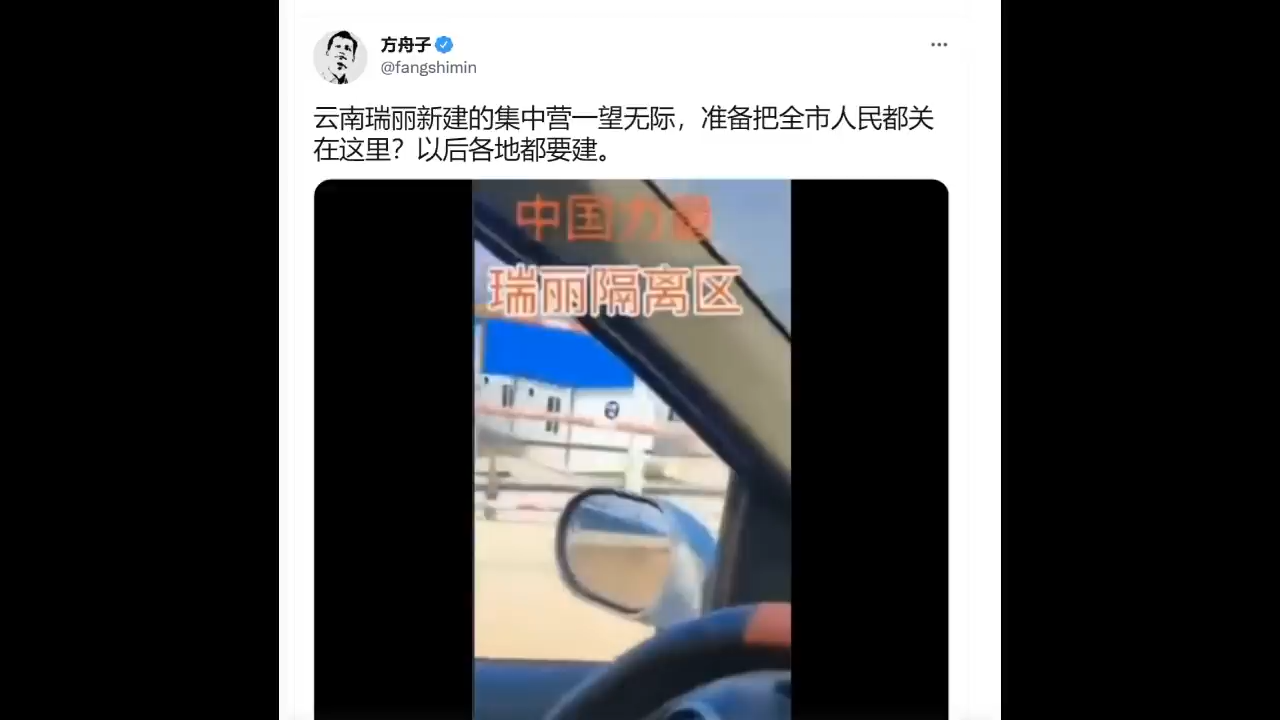 方舟子
@fangshimin
云南瑞丽新建的集中营一望无际，准备把全市人民都关
在这里？以后各地都要建。
中国力量
瑞丽隔离区